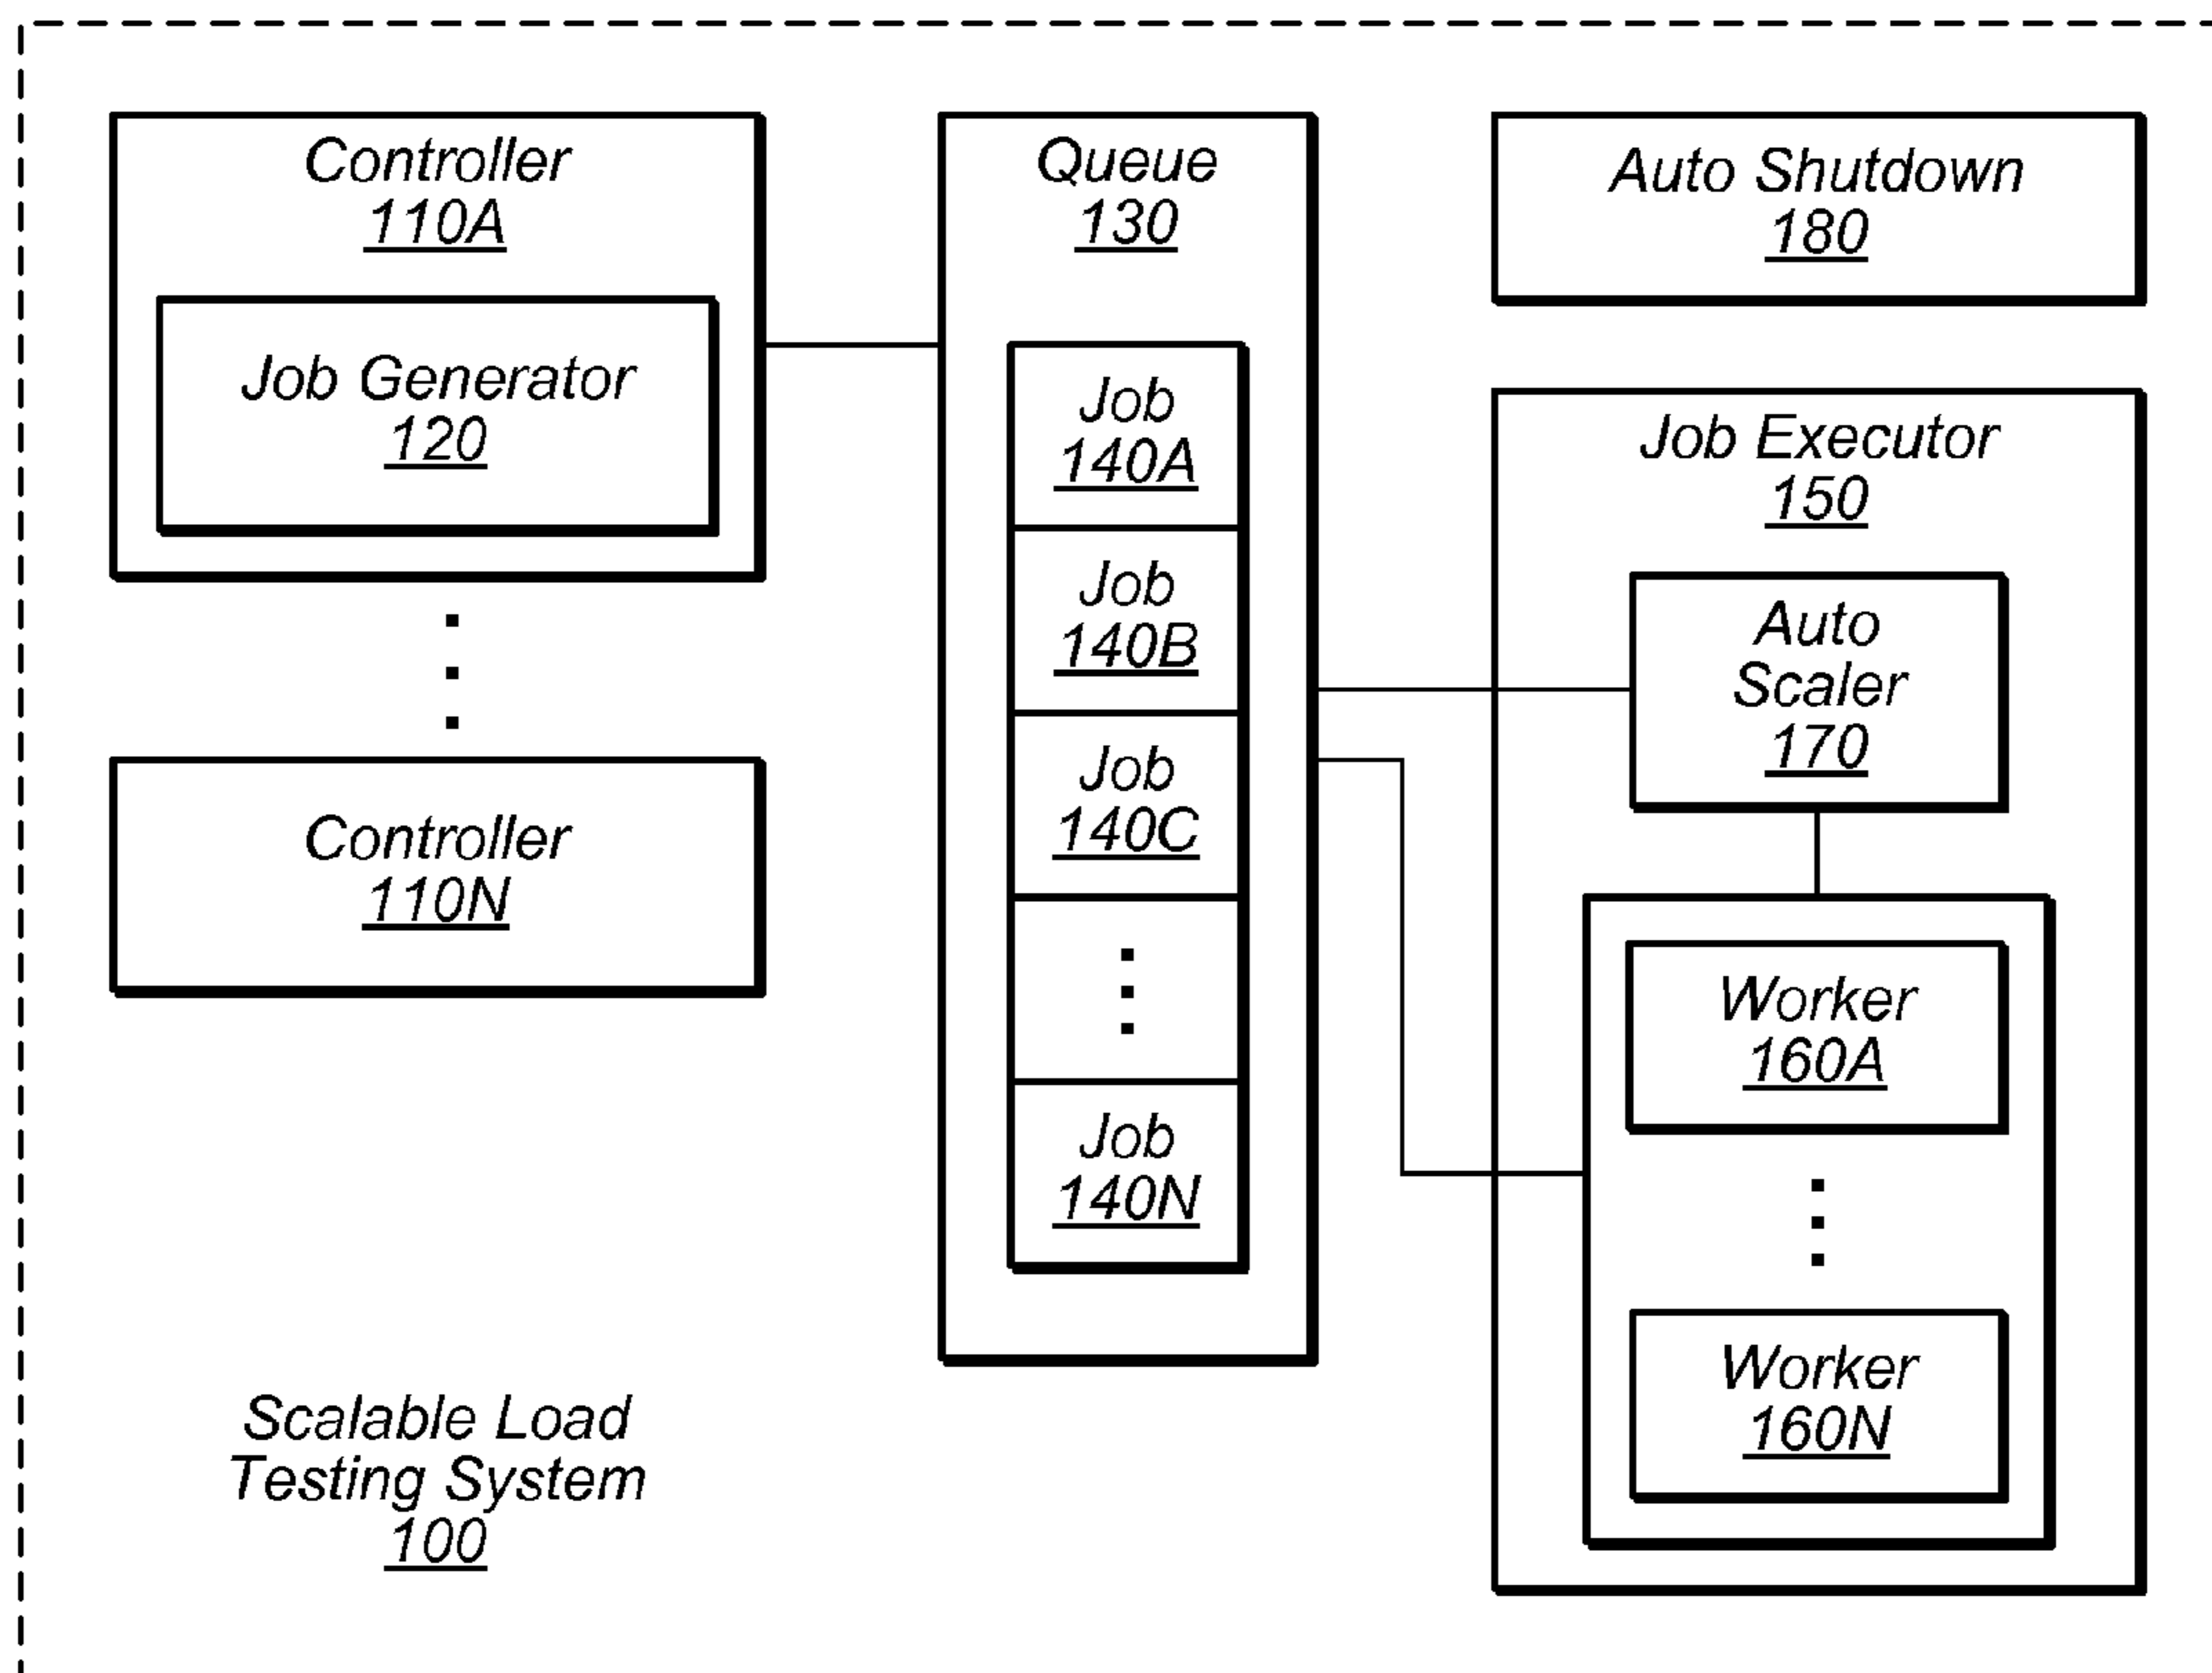 Controller
110A
Job Generator
120
Controller
110N
Scalable Load
Testing System
100
Queue
130
Job
140A
Job
140B
Job
140C
Job
140N
Auto Shutdown
180
Job Executor
150
Auto
Scaler
170
Worker
160A
Worker
160N